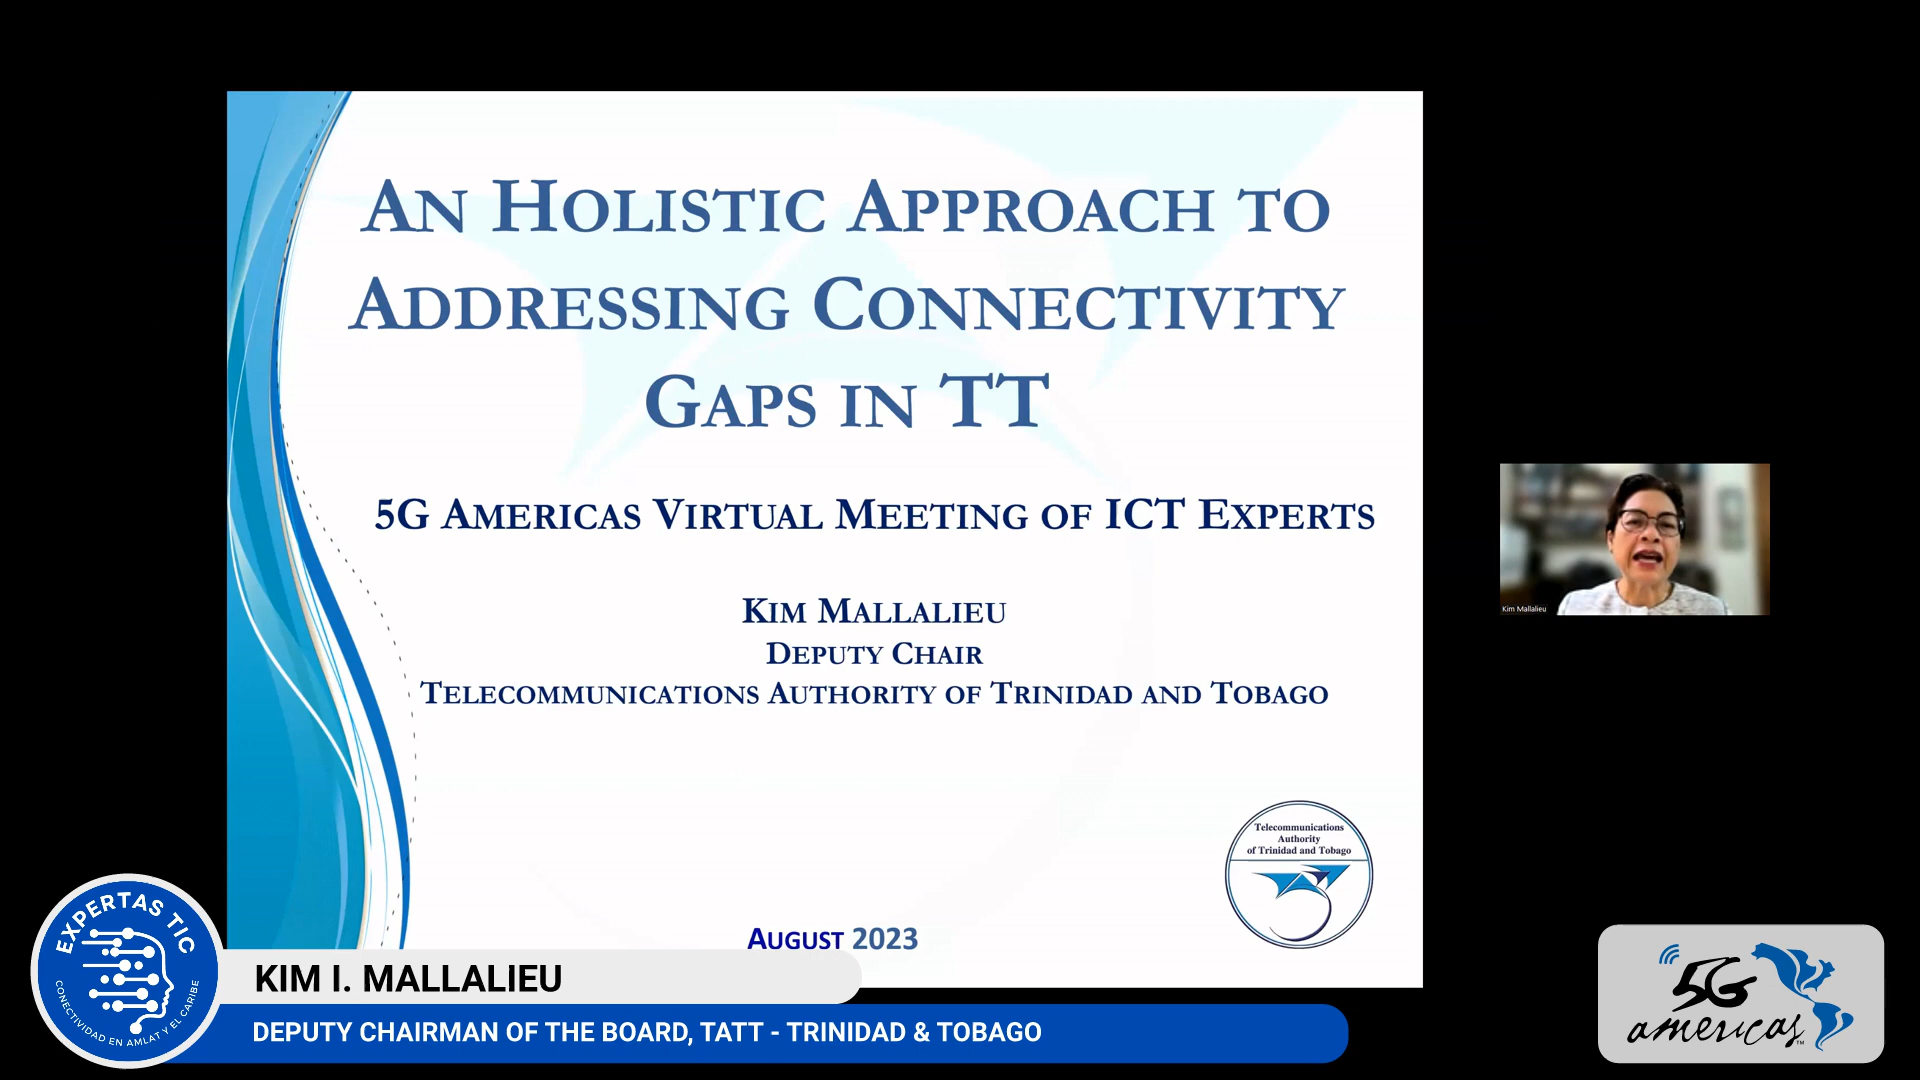 An Holistic Approach to
Addressing Connectivity
Gaps in TT
5G Americas Virtual Meeting of ICT Experts
Kim Mallalieu
Deputy Chair
Telecommunications Authority of Trinidad and Tobago
Telecommunications
Authority
of Trinidad and Tobago
August 2023
Kim Mallalieu
EXPERTAS TIC
CONECTIVIDAD EN AMLAT Y EL CARIBE
KIM I. MALLALIEU
DEPUTY CHAIRMAN OF THE BOARD, TATT - TRINIDAD & TOBAGO
5G
americas™